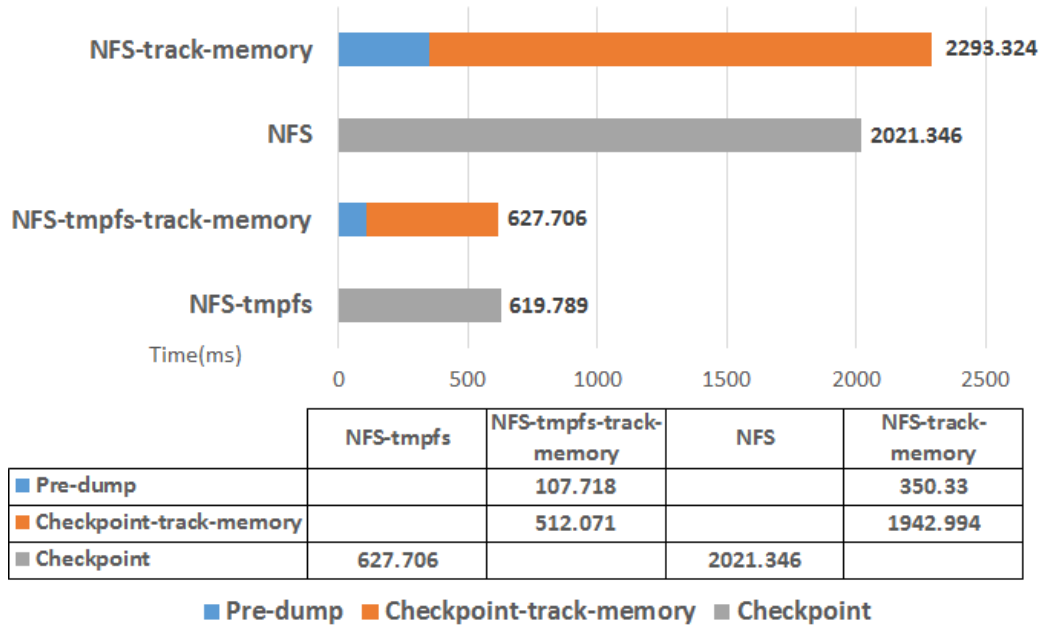 NFS-track-memory 2293.324
NFS 2021.346
NFS-tmpfs-track-memory 627.706
NFS-tmpfs 619.789
Time(ms)
0 500 1000 1500 2000 2500
NFS-tmpfs NFS-tmpfs-track-memory NFS NFS-track-memory
Pre-dump 107.718 350.33
Checkpoint-track-memory 512.071 1942.994
Checkpoint 627.706 2021.346
Pre-dump Checkpoint-track-memory Checkpoint